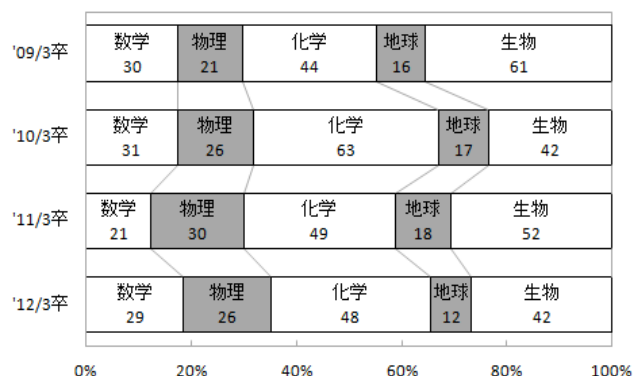 数学 物理 化学 地球 生物
'09/3卒
30 21 44 16 61
数学 物理 化学 地球 生物
'10/3卒
31 26 63 17 42
数学 物理 化学 地球 生物
'11/3卒
21 30 49 18 52
数学 物理 化学 地球 生物
'12/3卒
29 26 48 12 42
0% 20% 40% 60% 80% 100%